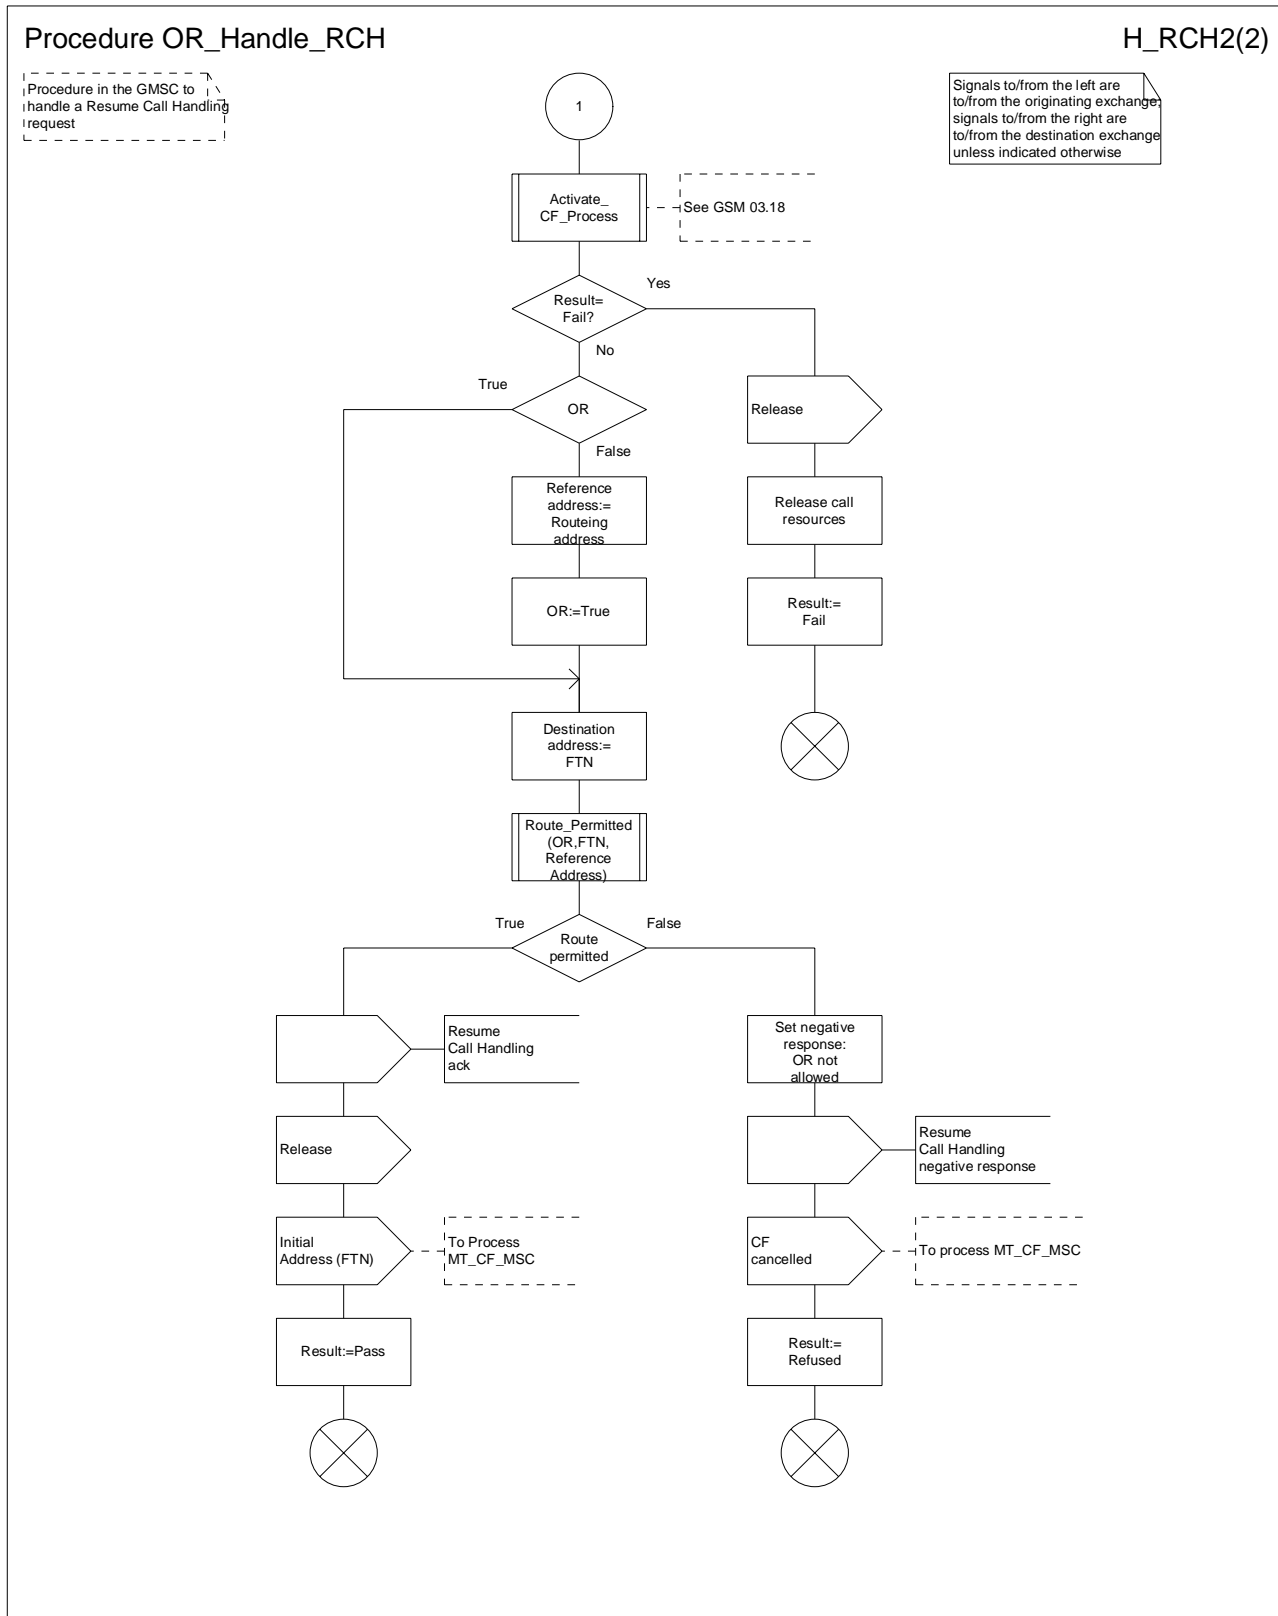 Procedure OR_Handle_RCH
H_RCH2(2)
Procedure in the GMSC to
handle a Resume Call Handling
request
Signals to/from the left are
to/from the originating exchange;
signals to/from the right are
to/from the destination exchange
unless indicated otherwise
1
Activate_
CF_Process
See GSM 03.18
Result=
Fail?
Yes
No
True
OR
False
Release
Reference
address:=
Routeing
address
Release call
resources
OR:=True
Result:=
Fail
Destination
address:=
FTN
Route_Permitted
(OR,FTN,
Reference
Address)
True
Route
permitted
False
Resume
Call Handling
ack
Set negative
response:
OR not
allowed
Release
Resume
Call Handling
negative response
Initial
Address (FTN)
To Process
MT_CF_MSC
CF
cancelled
To process MT_CF_MSC
Result:=Pass
Result:=
Refused